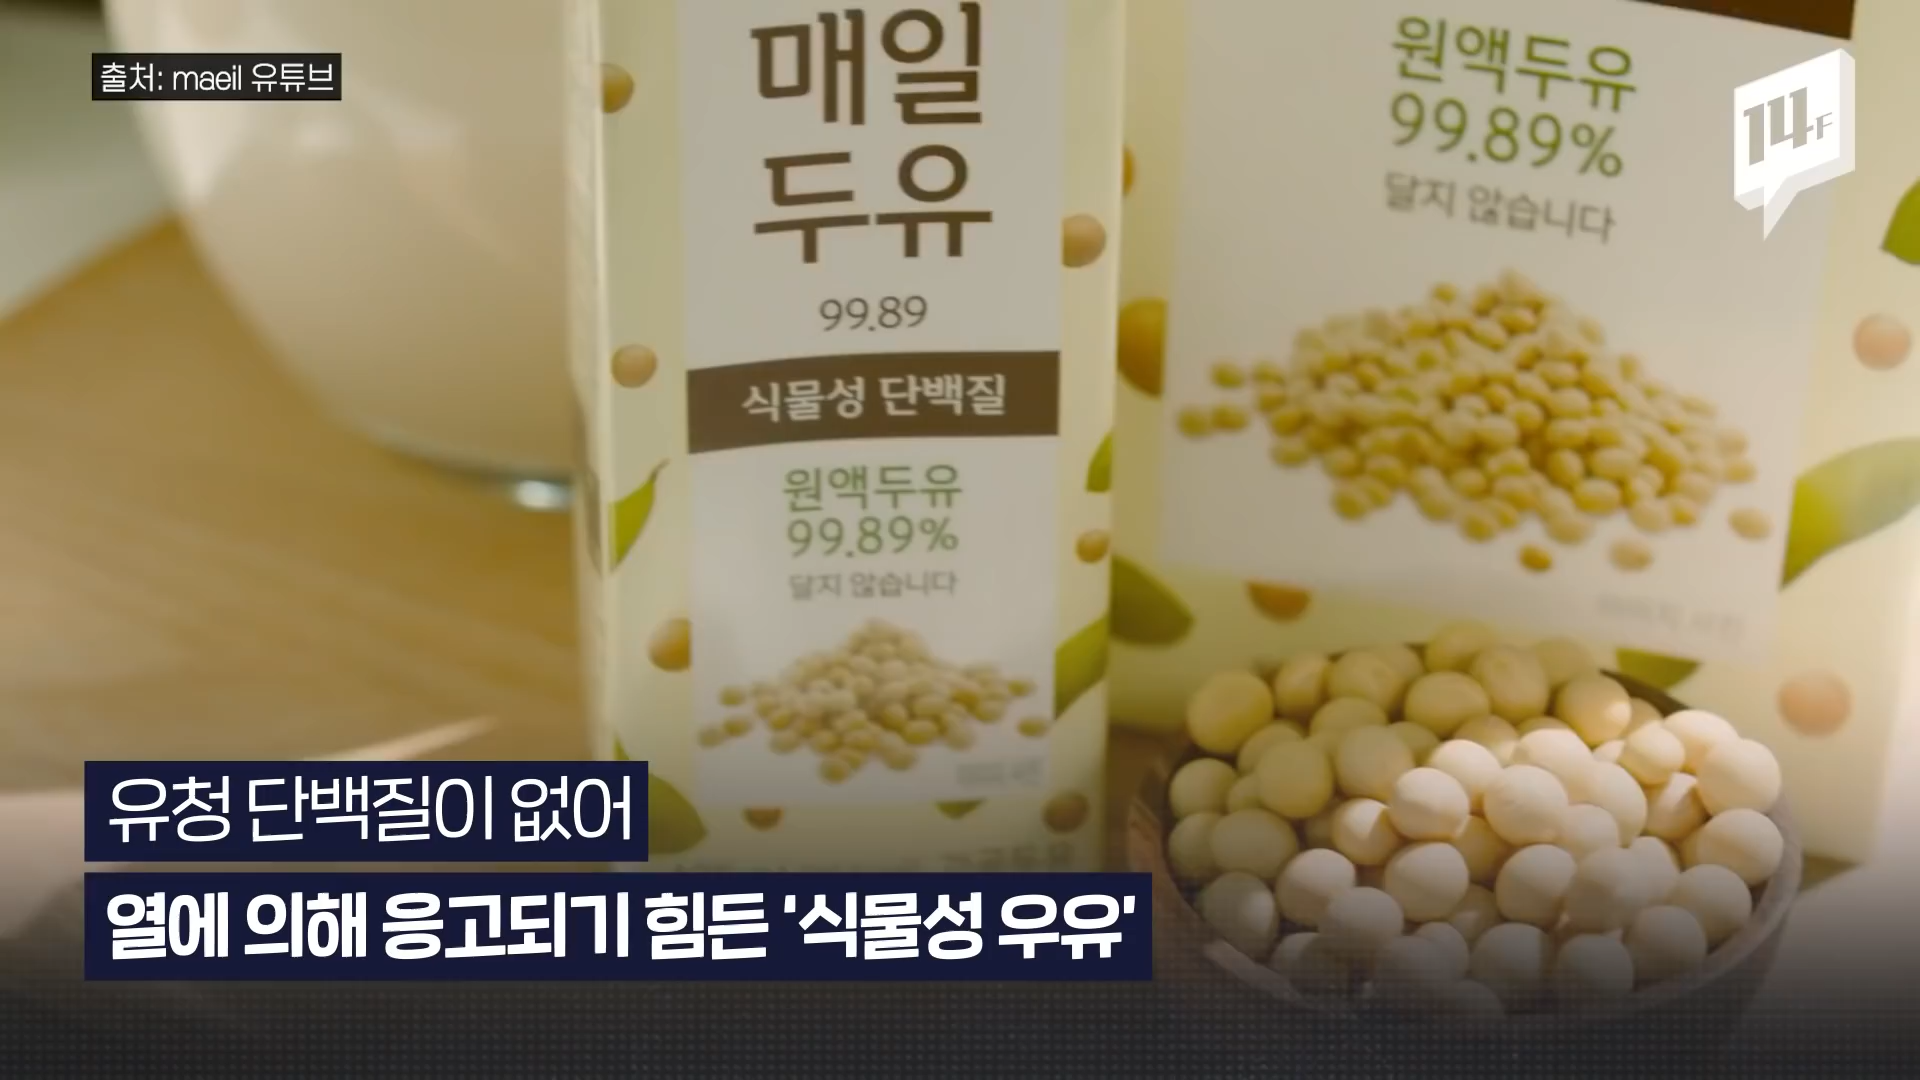 출처: maeil 유튜브
14F
매일
두유
99.89
식물성 단백질
원액두유
99.89%
달지 않습니다
원액두유
99.89%
달지 않습니다
유청 단백질이 없어
열에 의해 응고되기 힘든 '식물성 우유'